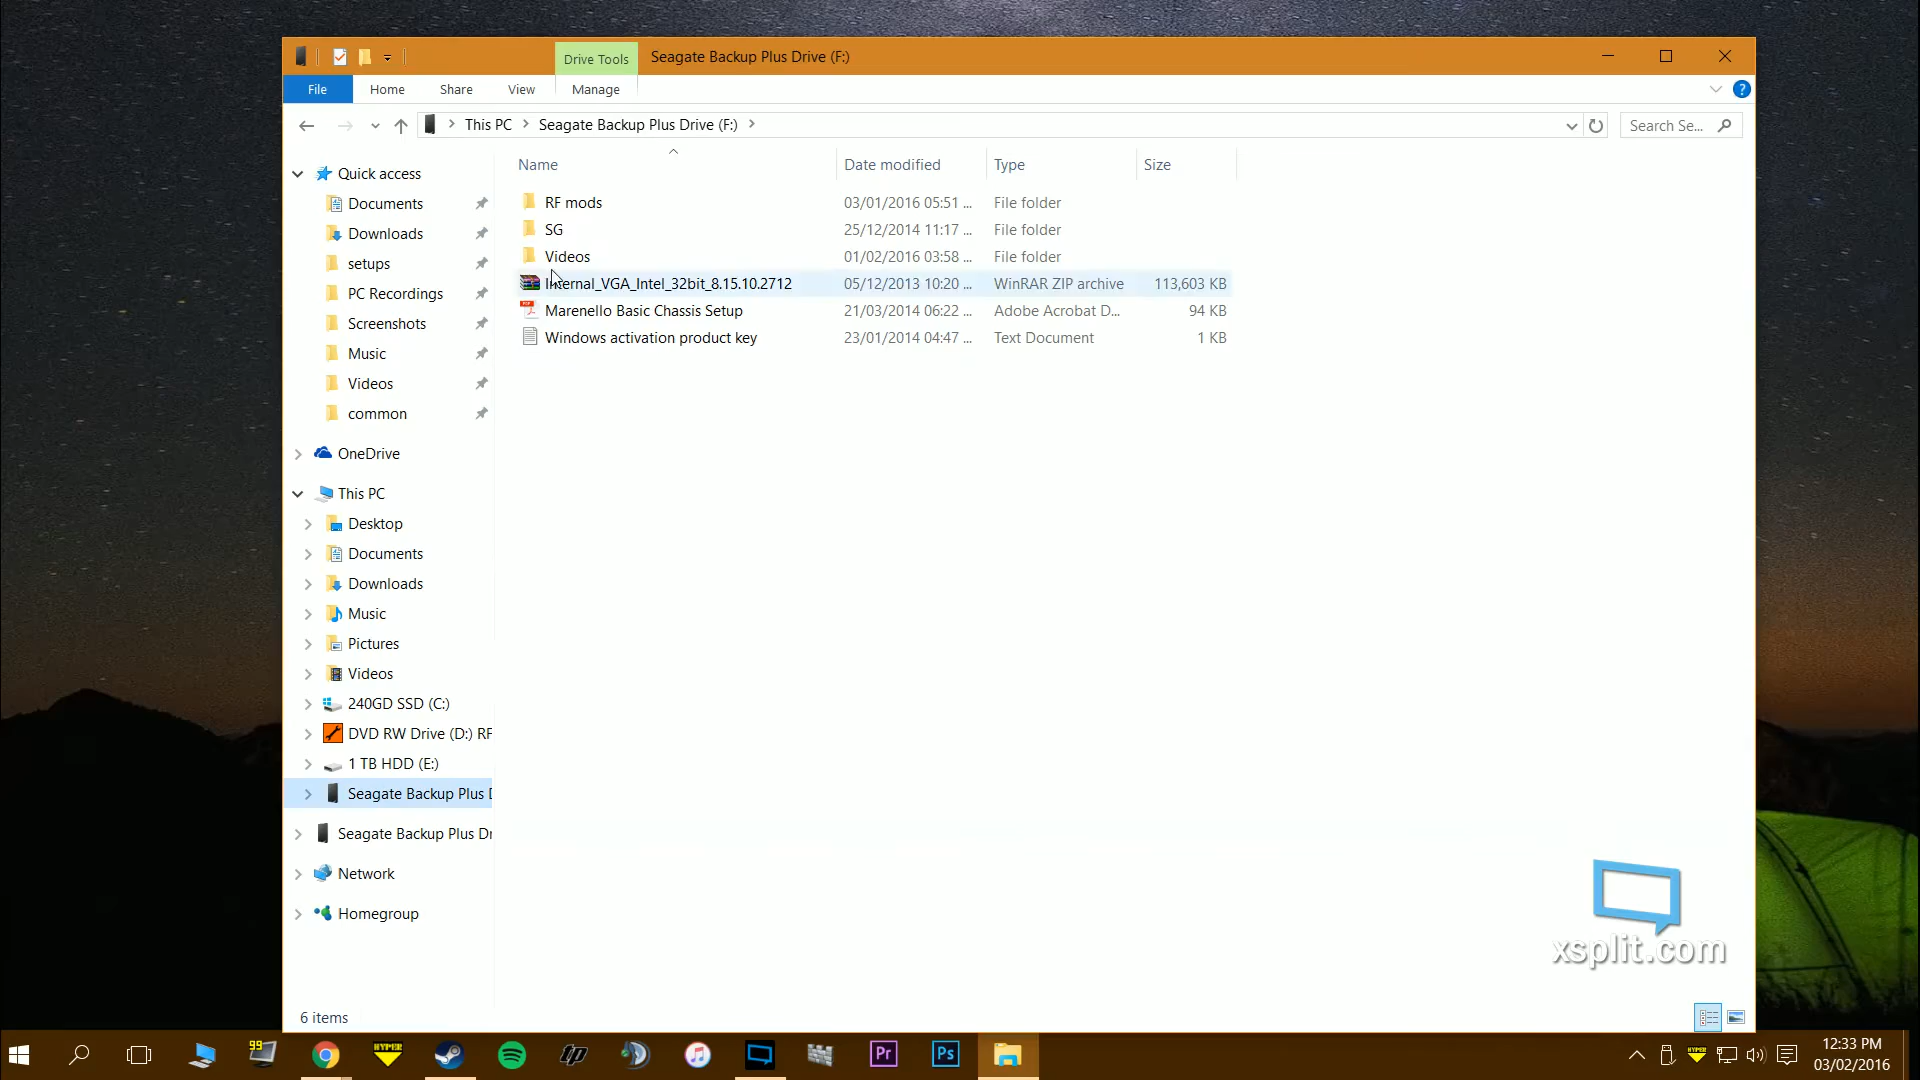 Drive Tools
Seagate Backup Plus Drive (F:)
File
Home
Share
View
Manage
?
This PC
Seagate Backup Plus Drive (F:)
Search Se...
Name
Date modified
Type
Size
RF mods 03/01/2016 05:51 ... File folder
SG 25/12/2014 11:17 ... File folder
Videos 01/02/2016 03:58 ... File folder
Internal_VGA_Intel_32bit_8.15.10.2712 05/12/2013 10:20 ... WinRAR ZIP archive 113,603 KB
Marenello Basic Chassis Setup 21/03/2014 06:22 ... Adobe Acrobat D... 94 KB
Windows activation product key 23/01/2014 04:47 ... Text Document 1 KB
Quick access
Documents
Downloads
setups
PC Recordings
Screenshots
Music
Videos
common
OneDrive
This PC
Desktop
Documents
Downloads
Music
Pictures
Videos
240GD SSD (C:)
DVD RW Drive (D:) RF
1 TB HDD (E:)
Seagate Backup Plus D
Seagate Backup Plus Dr
Network
Homegroup
xsplit.com
6 items
99
HYPER
tp
Pr
Ps
HYPER
12:33 PM
03/02/2016